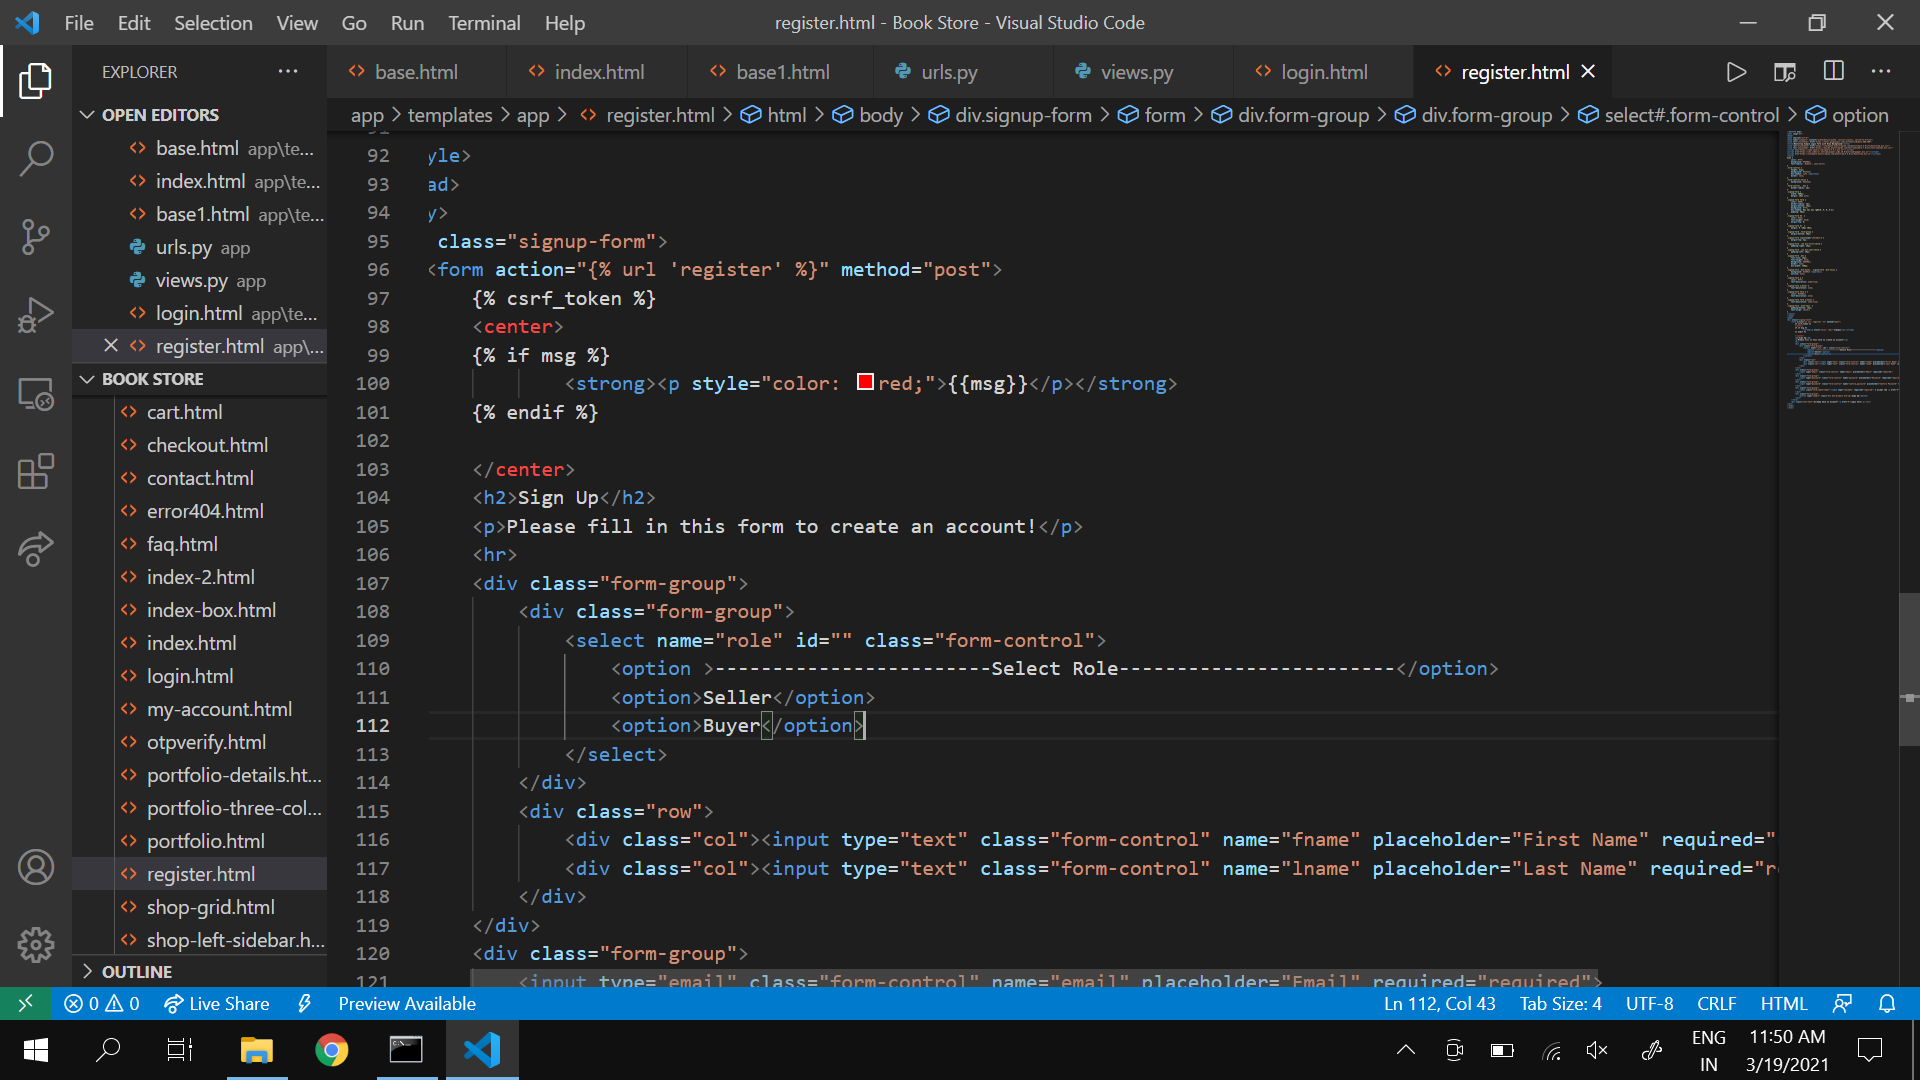 File Edit Selection View Go Run Terminal Help
register.html - Book Store - Visual Studio Code
EXPLORER
OPEN EDITORS
base.html app\te...
index.html app\te...
base1.html app\te...
urls.py app
views.py app
login.html app\te...
register.html app\...
BOOK STORE
cart.html
checkout.html
contact.html
error404.html
faq.html
index-2.html
index-box.html
index.html
login.html
my-account.html
otpverify.html
portfolio-details.ht...
portfolio-three-col...
portfolio.html
register.html
shop-grid.html
shop-left-sidebar.h...
OUTLINE
base.html index.html base1.html urls.py views.py login.html register.html
app > templates > app > register.html > html > body > div.signup-form > form > div.form-group > div.form-group > select#.form-control > option
92 yle>
93 ad>
94 y>
95 class="signup-form">
96 <form action="{% url 'register' %}" method="post">
97 {% csrf_token %}
98 <center>
99 {% if msg %}
100 <strong><p style="color: red;">{{msg}}</p></strong>
101 {% endif %}
102
103 </center>
104 <h2>Sign Up</h2>
105 <p>Please fill in this form to create an account!</p>
106 <hr>
107 <div class="form-group">
108 <div class="form-group">
109 <select name="role" id="" class="form-control">
110 <option >------------------------Select Role------------------------</option>
111 <option>Seller</option>
112 <option>Buyer</option>
113 </select>
114 </div>
115 <div class="row">
116 <div class="col"><input type="text" class="form-control" name="fname" placeholder="First Name" required="
117 <div class="col"><input type="text" class="form-control" name="lname" placeholder="Last Name" required="r
118 </div>
119 </div>
120 <div class="form-group">
121 <input type="email" class="form-control" name="email" placeholder="Email" required="required">
0 0 Live Share Preview Available
Ln 112, Col 43 Tab Size: 4 UTF-8 CRLF HTML
ENG
IN
11:50 AM
3/19/2021